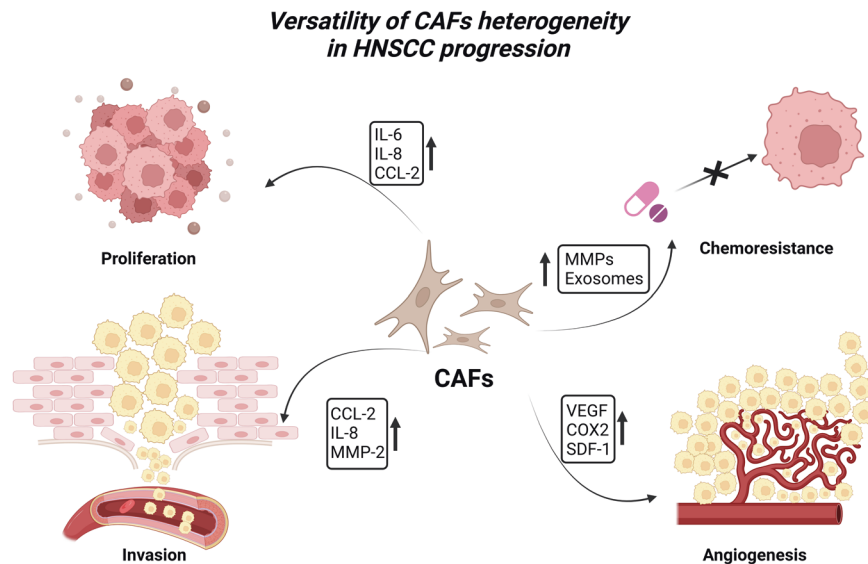 Versatility of CAFs heterogeneity
in HNSCC progression
IL-6
IL-8
CCL-2
Proliferation
Chemoresistance
MMPs
Exosomes
CAFs
CCL-2
IL-8
MMP-2
VEGF
COX2
SDF-1
Invasion
Angiogenesis